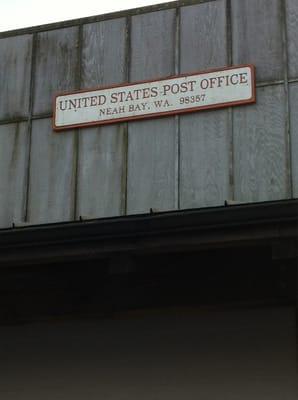 UNITED STATES POST OFFICE
NEAH BAY, WA. 98357